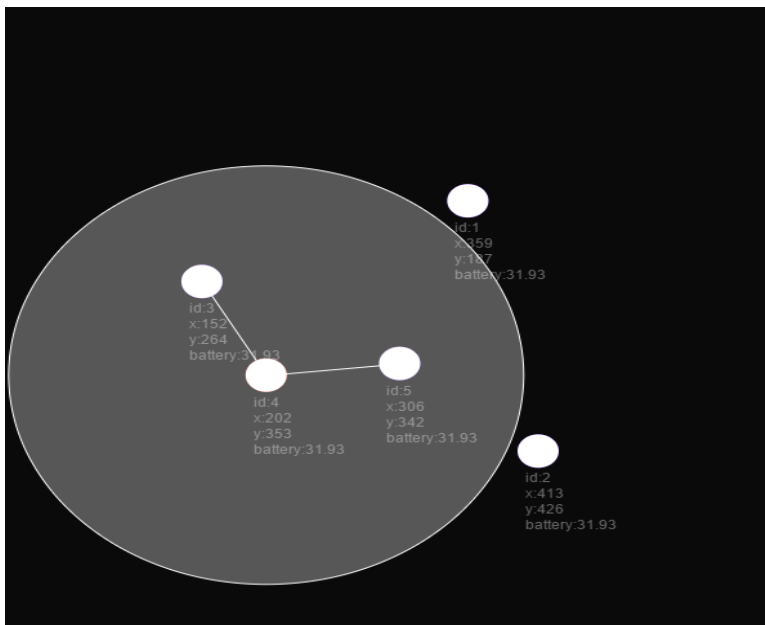 id:1
x:359
y:187
battery:31.93
id:3
x:152
y:264
battery:31.93
id:4
x:202
y:353
battery:31.93
id:5
x:306
y:342
battery:31.93
id:2
x:413
y:426
battery:31.93